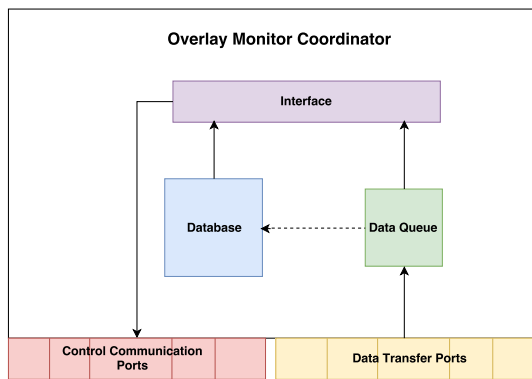 Overlay Monitor Coordinator
Interface
Database
Data Queue
Control Communication
Ports
Data Transfer Ports